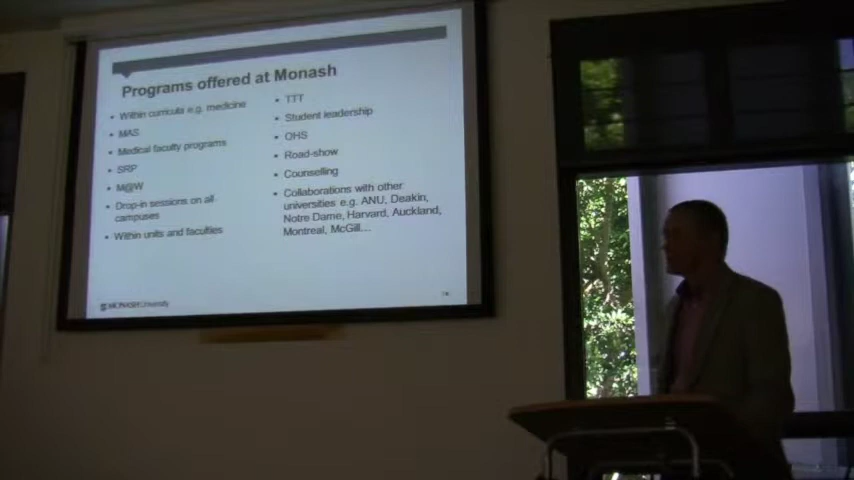 Programs offered at Monash
• Within curricula e.g. medicine
• MAS
• Medical faculty programs
• SRP
• M@W
• Drop-in sessions on all
campuses
• Within units and faculties
• TTT
• Student leadership
• OHS
• Road-show
• Counselling
• Collaborations with other
universities e.g. ANU, Deakin,
Notre Dame, Harvard, Auckland,
Montreal, McGill....
MONASH University